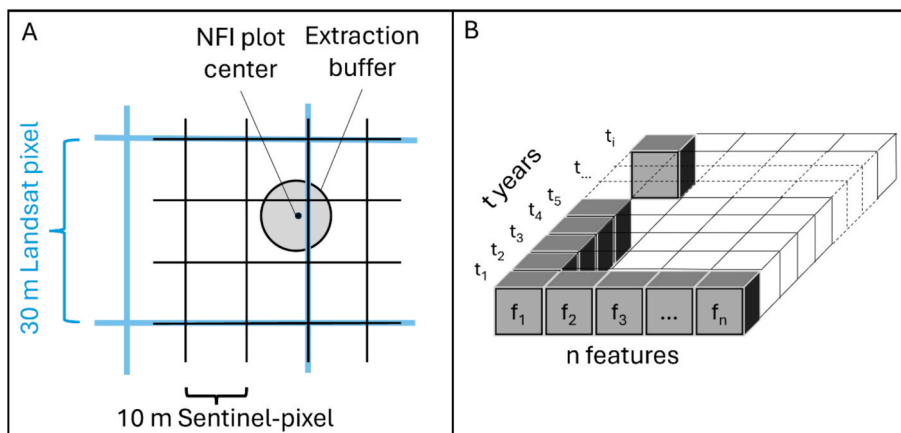 A
NFI plot
center
Extraction
buffer
30 m Landsat pixel
10 m Sentinel-pixel
B
t years
tᵢ
t...
t₅
t₄
t₃
t₂
t₁
f₁ f₂ f₃ ... fₙ
n features